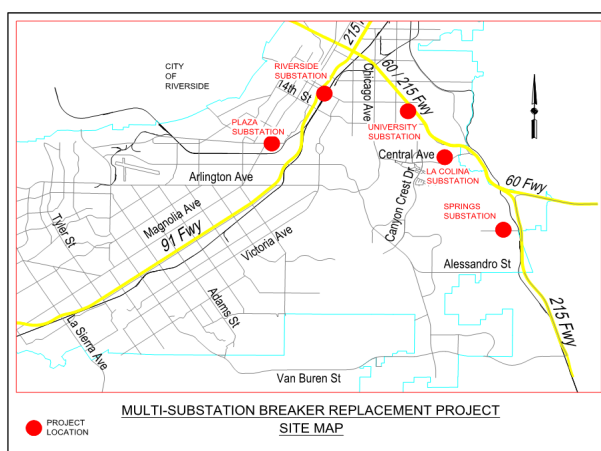 215 Fwy
CITY
OF
RIVERSIDE
RIVERSIDE
SUBSTATION
14th St
Chicago Ave
60 / 215 Fwy
PLAZA
SUBSTATION
UNIVERSITY
SUBSTATION
Central Ave
Arlington Ave
LA COLINA
SUBSTATION
60 Fwy
Canyon Crest Dr
Magnolia Ave
91 Fwy
Tyler St
Victoria Ave
SPRINGS
SUBSTATION
Alessandro St
Adams St
215 Fwy
La Sierra Ave
Van Buren St
MULTI-SUBSTATION BREAKER REPLACEMENT PROJECT
SITE MAP
PROJECT
LOCATION